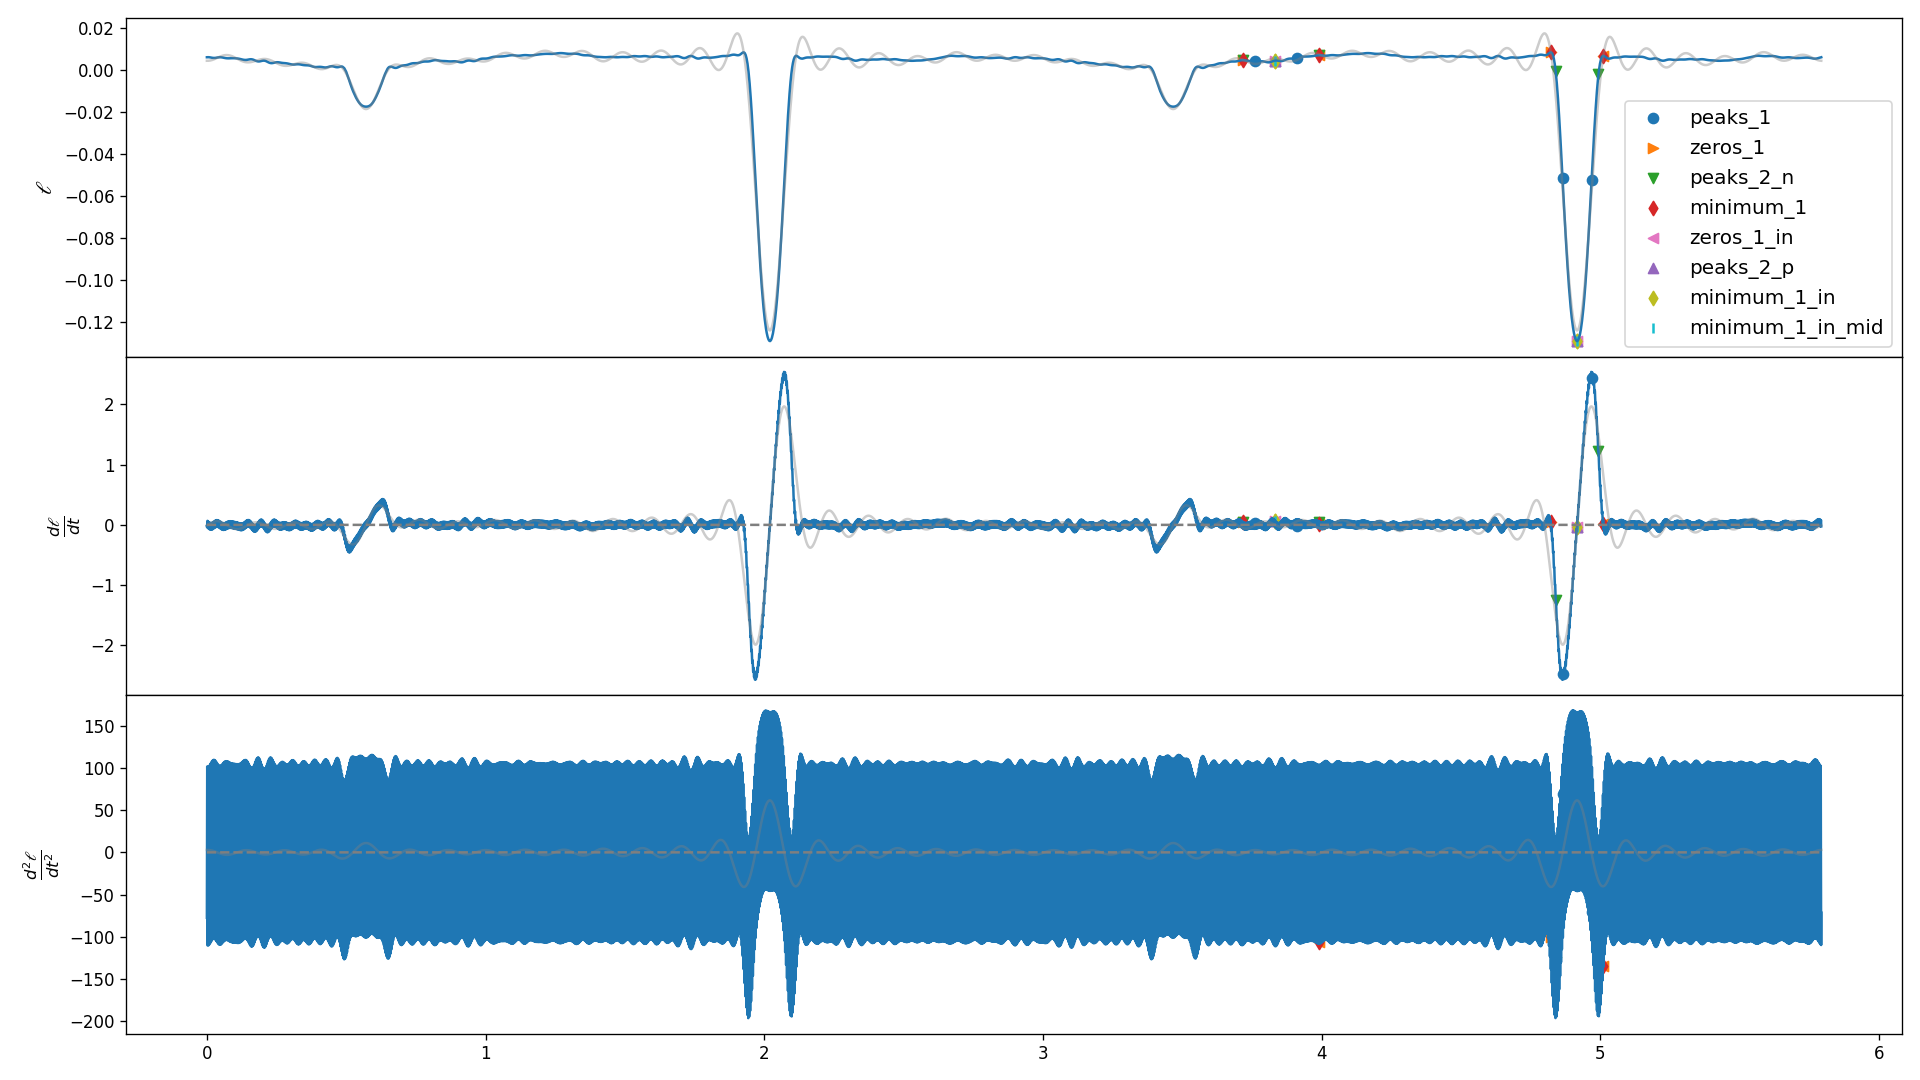 0.02
0.00
−0.02
−0.04
−0.06
−0.08
−0.10
−0.12
ℓ
peaks_1
zeros_1
peaks_2_n
minimum_1
zeros_1_in
peaks_2_p
minimum_1_in
minimum_1_in_mid
2
1
0
−1
−2
dℓ
dt
150
100
50
0
−50
−100
−150
−200
d²ℓ
dt²
0 1 2 3 4 5 6